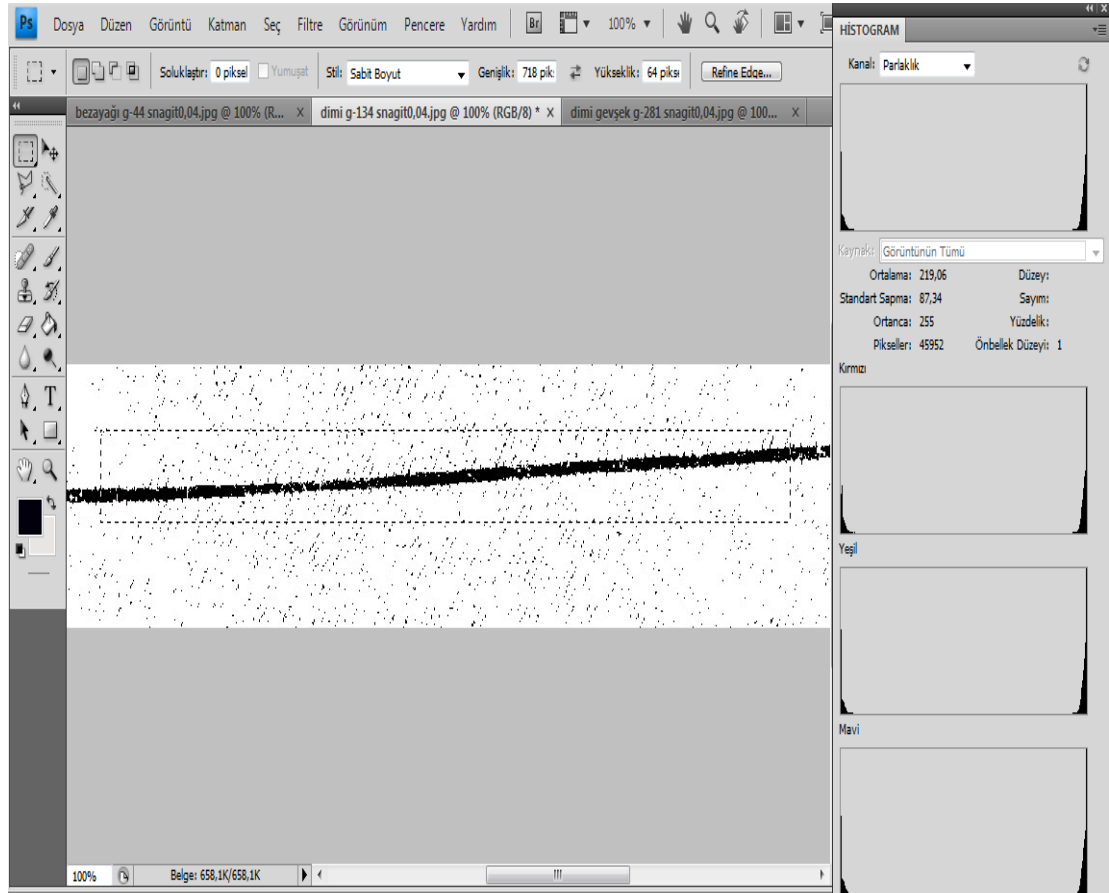 Ps Dosya Düzen Görüntü Katman Seç Filtre Görünüm Pencere Yardım Br 100%
Soluklaştır: 0 piksel Yumuşat Stil: Sabit Boyut Genişlik: 718 pik: Yükseklik: 64 piks Refine Edge...
bezayağı g-44 snagit0,04.jpg @ 100% (R... x dimi g-134 snagit0,04.jpg @ 100% (RGB/8) * x dimi gevşek g-281 snagit0,04.jpg @ 100... x
T
100% Belge: 658,1K/658,1K
HİSTOGRAM
Kanal: Parlaklık
Kaynak: Görüntünün Tümü
Ortalama: 219,06 Düzey:
Standart Sapma: 87,34 Sayım:
Ortanca: 255 Yüzdelik:
Pikseller: 45952 Önbellek Düzeyi: 1
Kırmızı
Yeşil
Mavi